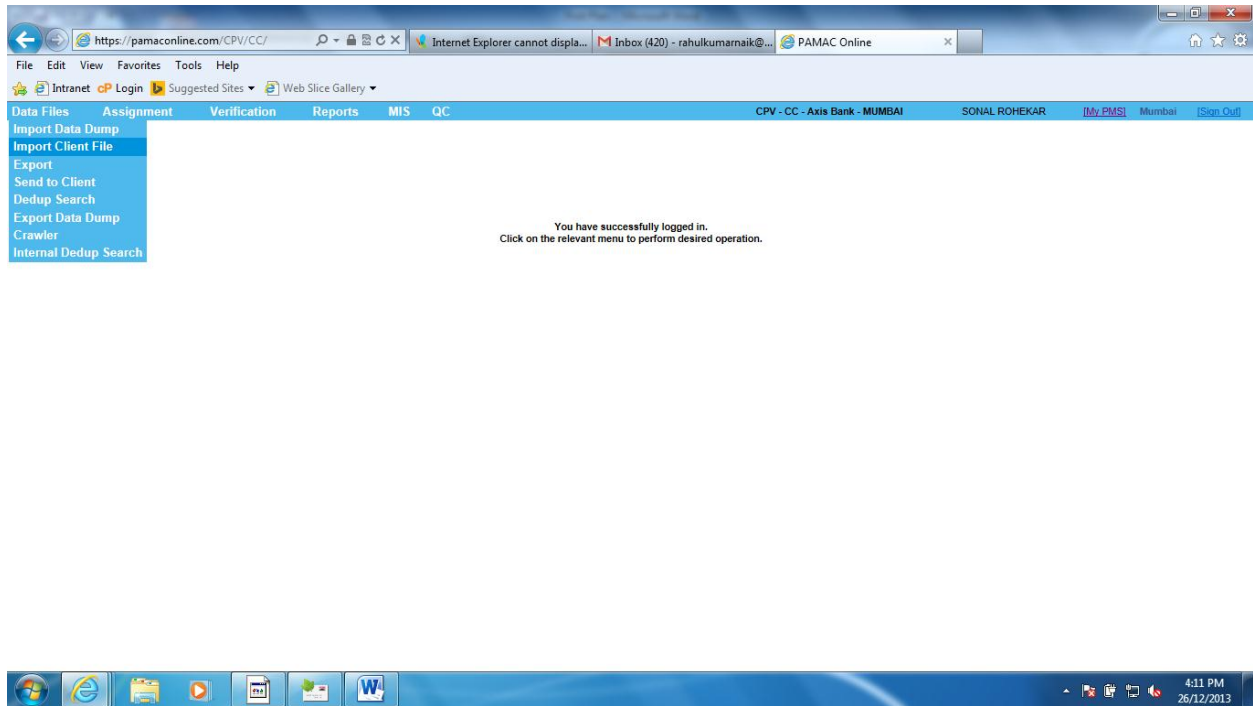 https://pamaconline.com/CPV/CC/
Internet Explorer cannot displa...
Inbox (420) - rahulkumarnaik@...
PAMAC Online
File Edit View Favorites Tools Help
Intranet cP Login Suggested Sites Web Slice Gallery
Data Files Assignment Verification Reports MIS QC CPV - CC - Axis Bank - MUMBAI SONAL ROHEKAR [My PMS] Mumbai [Sign Out]
Import Data Dump
Import Client File
Export
Send to Client
Dedup Search
Export Data Dump
Crawler
Internal Dedup Search
You have successfully logged in.
Click on the relevant menu to perform desired operation.
4:11 PM
26/12/2013